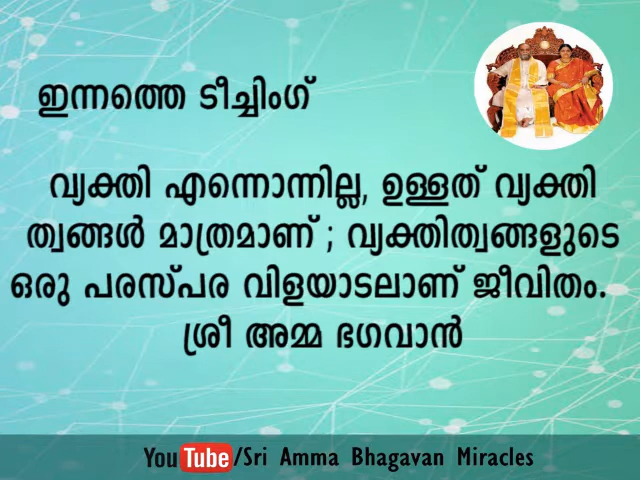 ഇന്നത്തെ ടീച്ചിംഗ്
വ്യക്തി എന്നൊന്നില്ല, ഉള്ളത് വ്യക്തി
ത്വങ്ങൾ മാത്രമാണ് ; വ്യക്തിത്വങ്ങളുടെ
ഒരു പരസ്പര വിളയാടലാണ് ജീവിതം.
ശ്രീ അമ്മ ഭഗവാൻ
YouTube/Sri Amma Bhagavan Miracles